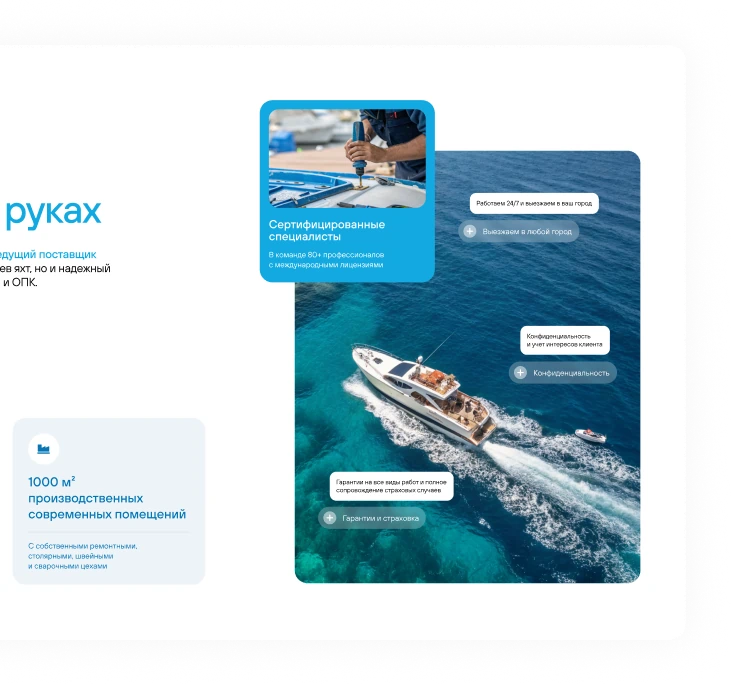 руках
едущий поставщик
ев яхт, но и надежный
и ОПК.
1000 м²
производственных
современных помещений
С собственными ремонтными,
столярными, швейными
и сварочными цехами
Сертифицированные
специалисты
В команде 80+ профессионалов
с международными лицензиями
Работаем 24/7 и выезжаем в ваш город
Выезжаем в любой город
Конфиденциальность
и учет интересов клиента
Конфиденциальность
Гарантии на все виды работ и полное
сопровождение страховых случаев
Гарантии и страховка